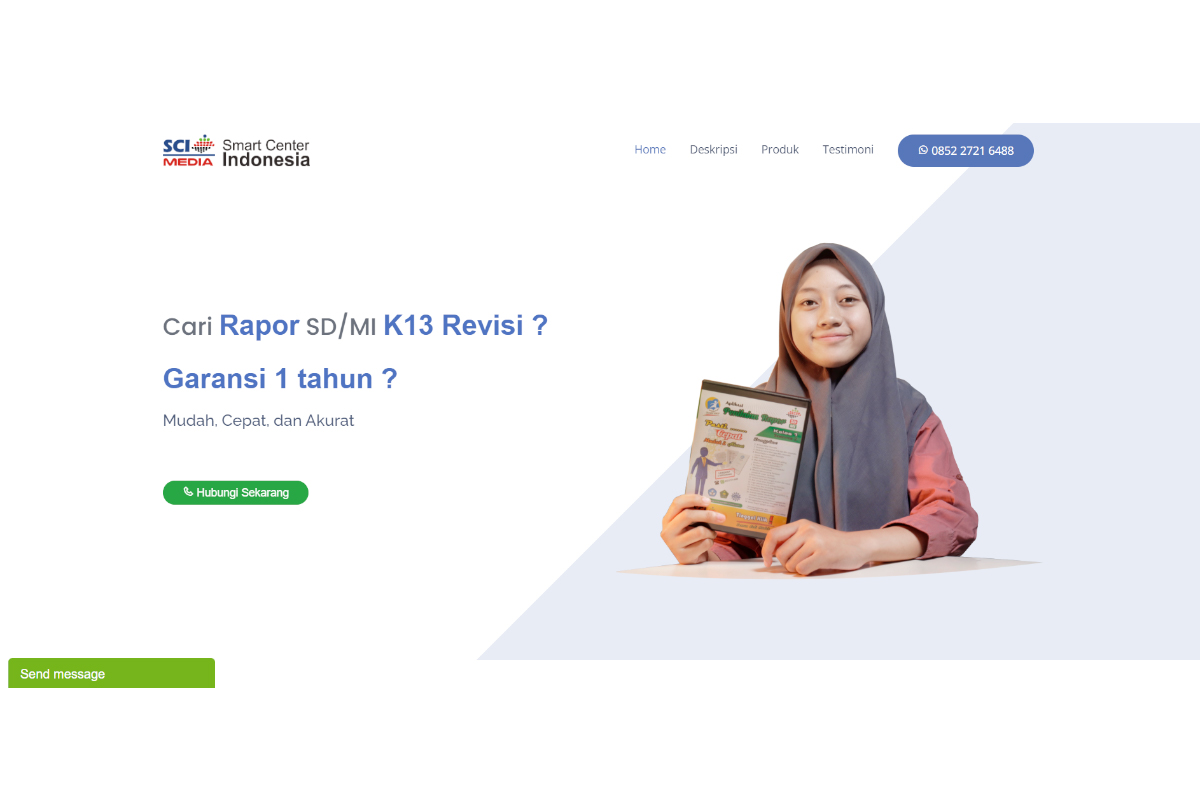 SCI
MEDIA
Smart Center
Indonesia
Home
Deskripsi
Produk
Testimoni
0852 2721 6488
Cari Rapor SD/MI K13 Revisi ?
Garansi 1 tahun ?
Mudah, Cepat, dan Akurat
Hubungi Sekarang
Aplikasi
Penilaian Rapor
Kelas 1
Cepat
Send message